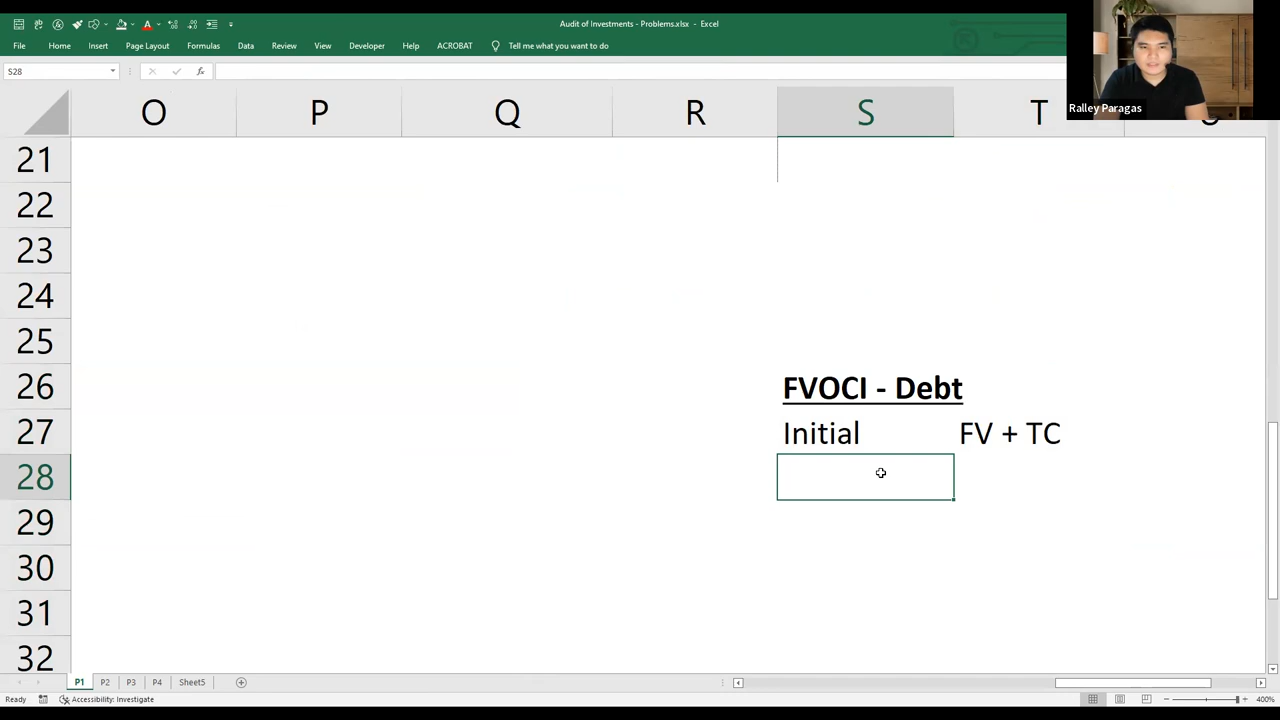 Audit of Investments - Problems.xlsx - Excel
File Home Insert Page Layout Formulas Data Review View Developer Help ACROBAT Tell me what you want to do
S28
fx
Ralley Paragas
O P Q R S T
21
22
23
24
25
26 FVOCI - Debt
27 Initial FV + TC
28
29
30
31
32
P1 P2 P3 P4 Sheet5
Ready Accessibility: Investigate 400%